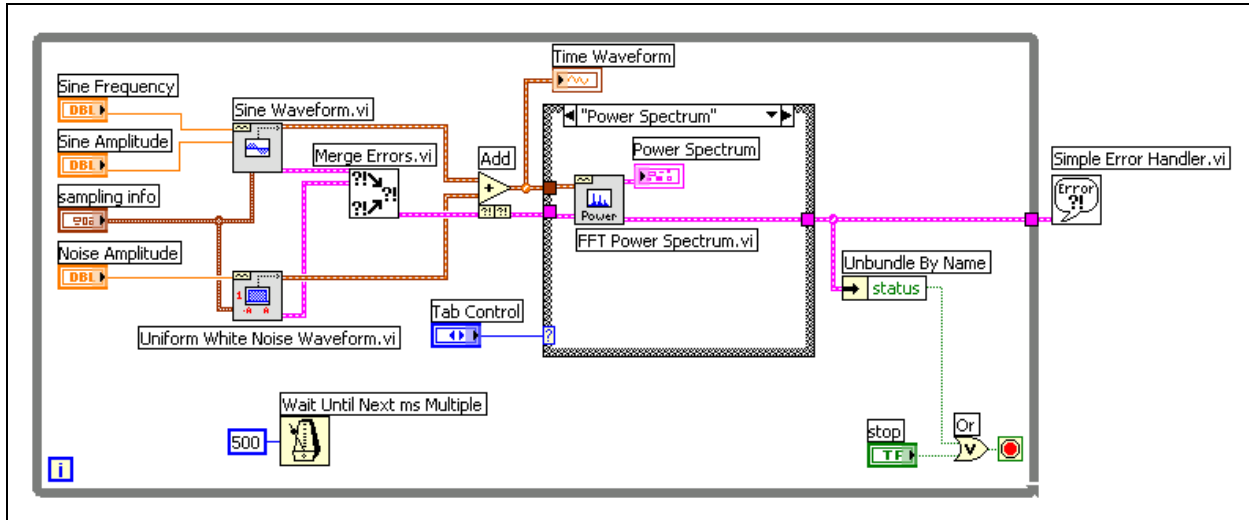 Time Waveform
Sine Frequency
DBL
Sine Waveform.vi
"Power Spectrum"
Sine Amplitude
DBL
Merge Errors.vi
?! ?! ?!
Add
+
?! ?!
Power Spectrum
Simple Error Handler.vi
Error ?!
sampling info
Power
FFT Power Spectrum.vi
Noise Amplitude
DBL
1
-A A
Unbundle By Name
status
Uniform White Noise Waveform.vi
Tab Control
?
Wait Until Next ms Multiple
500
stop
TF
Or
V
i